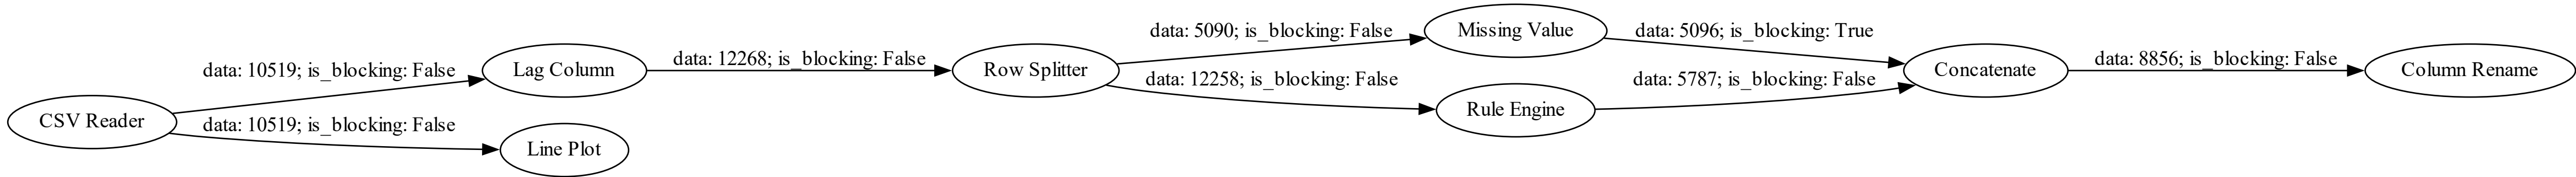 CSV Reader
data: 10519; is_blocking: False
data: 10519; is_blocking: False
Lag Column
Line Plot
data: 12268; is_blocking: False
Row Splitter
data: 5090; is_blocking: False
data: 12258; is_blocking: False
Missing Value
Rule Engine
data: 5096; is_blocking: True
data: 5787; is_blocking: False
Concatenate
data: 8856; is_blocking: False
Column Rename